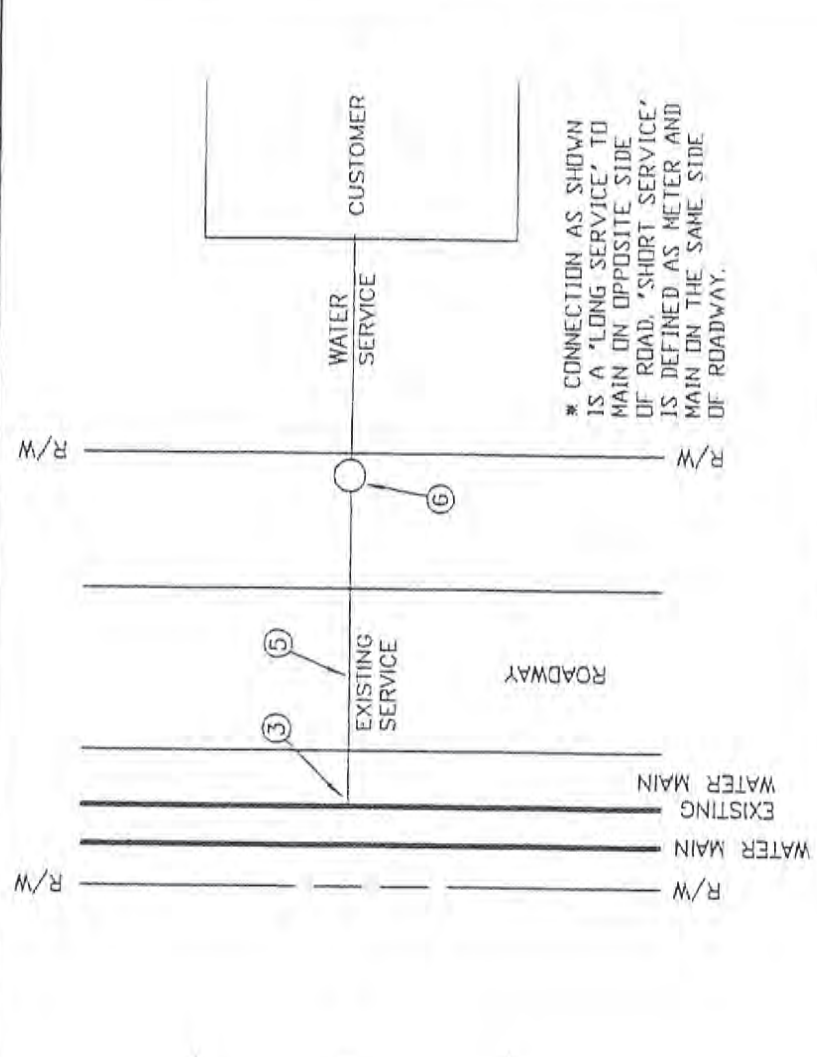 CUSTOMER
WATER
SERVICE
* CONNECTION AS SHOWN
IS A 'LONG SERVICE' TO
MAIN ON OPPOSITE SIDE
OF ROAD. 'SHORT SERVICE'
IS DEFINED AS METER AND
MAIN ON THE SAME SIDE
OF ROADWAY.
R/W
R/W
6
5
EXISTING
SERVICE
ROADWAY
3
EXISTING
WATER MAIN
WATER MAIN
R/W
R/W